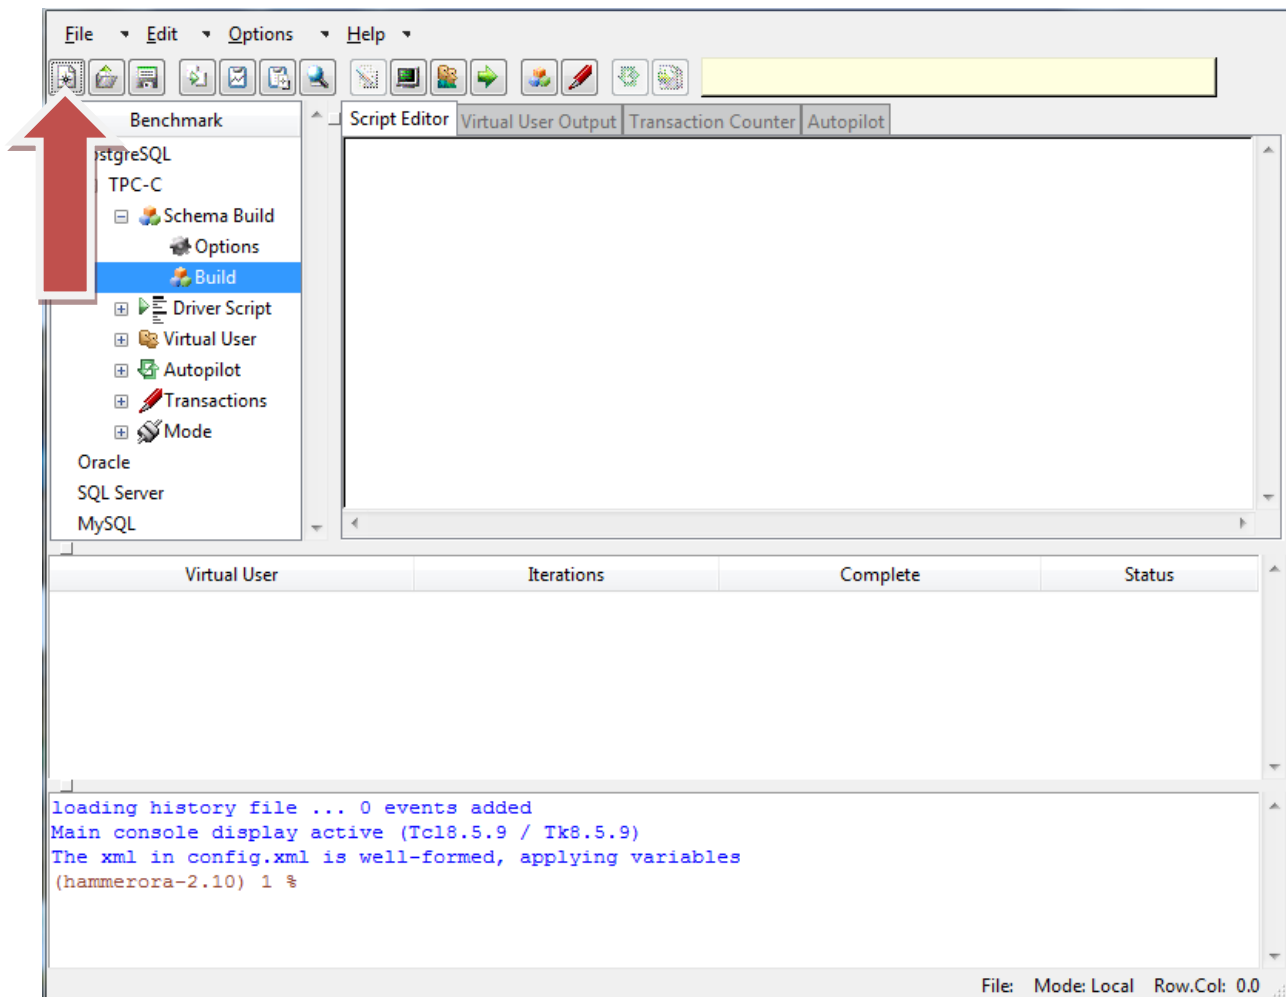 File Edit Options Help
Benchmark
Script Editor Virtual User Output Transaction Counter Autopilot
ostgreSQL
TPC-C
Schema Build
Options
Build
Driver Script
Virtual User
Autopilot
Transactions
Mode
Oracle
SQL Server
MySQL
Virtual User Iterations Complete Status
loading history file ... 0 events added
Main console display active (Tcl8.5.9 / Tk8.5.9)
The xml in config.xml is well-formed, applying variables
(hammerora-2.10) 1 %
File: Mode: Local Row.Col: 0.0